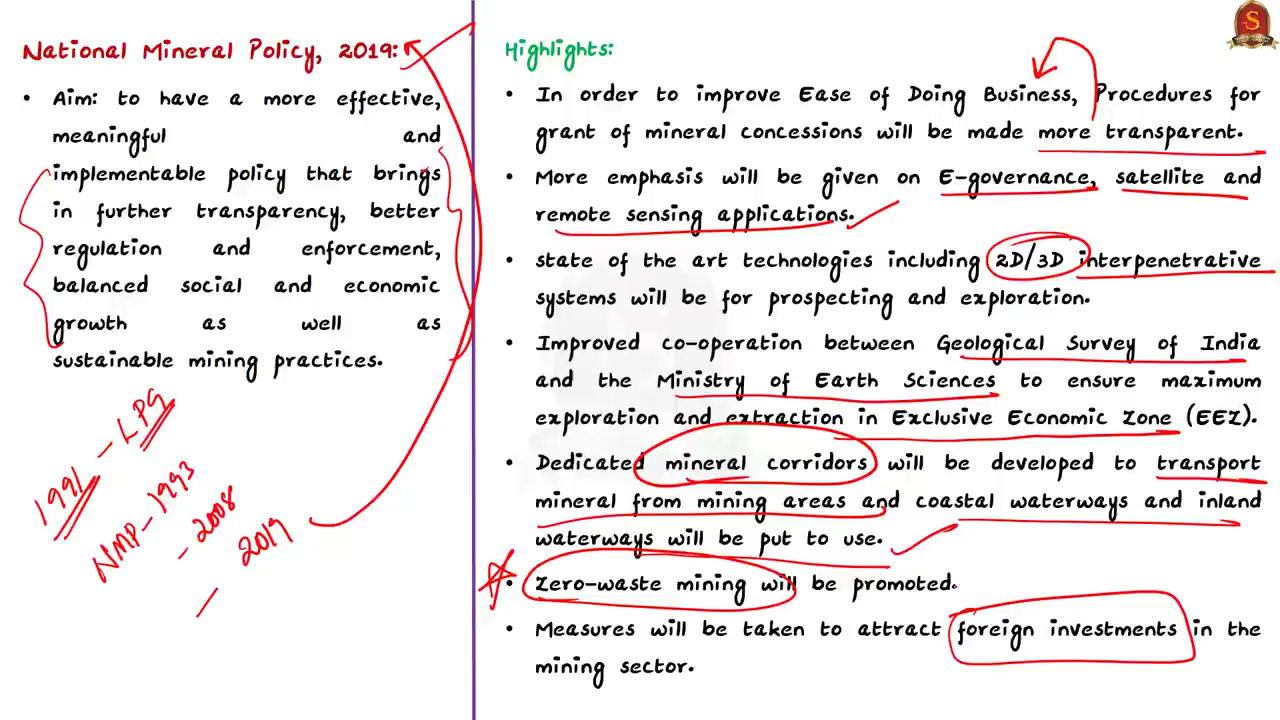 National Mineral Policy, 2019:
• Aim: to have a more effective,
meaningful and
implementable policy that brings
in further transparency, better
regulation and enforcement,
balanced social and economic
growth as well as
sustainable mining practices.
1991 - LPG
NMP - 1993
- 2008
- 2019
Highlights:
• In order to improve Ease of Doing Business, Procedures for
grant of mineral concessions will be made more transparent.
• More emphasis will be given on E-governance, satellite and
remote sensing applications.
• state of the art technologies including 2D/3D interpenetrative
systems will be for prospecting and exploration.
• Improved co-operation between Geological Survey of India
and the Ministry of Earth Sciences to ensure maximum
exploration and extraction in Exclusive Economic Zone (EEZ).
• Dedicated mineral corridors will be developed to transport
mineral from mining areas and coastal waterways and inland
waterways will be put to use.
• Zero-waste mining will be promoted.
• Measures will be taken to attract foreign investments in the
mining sector.
S